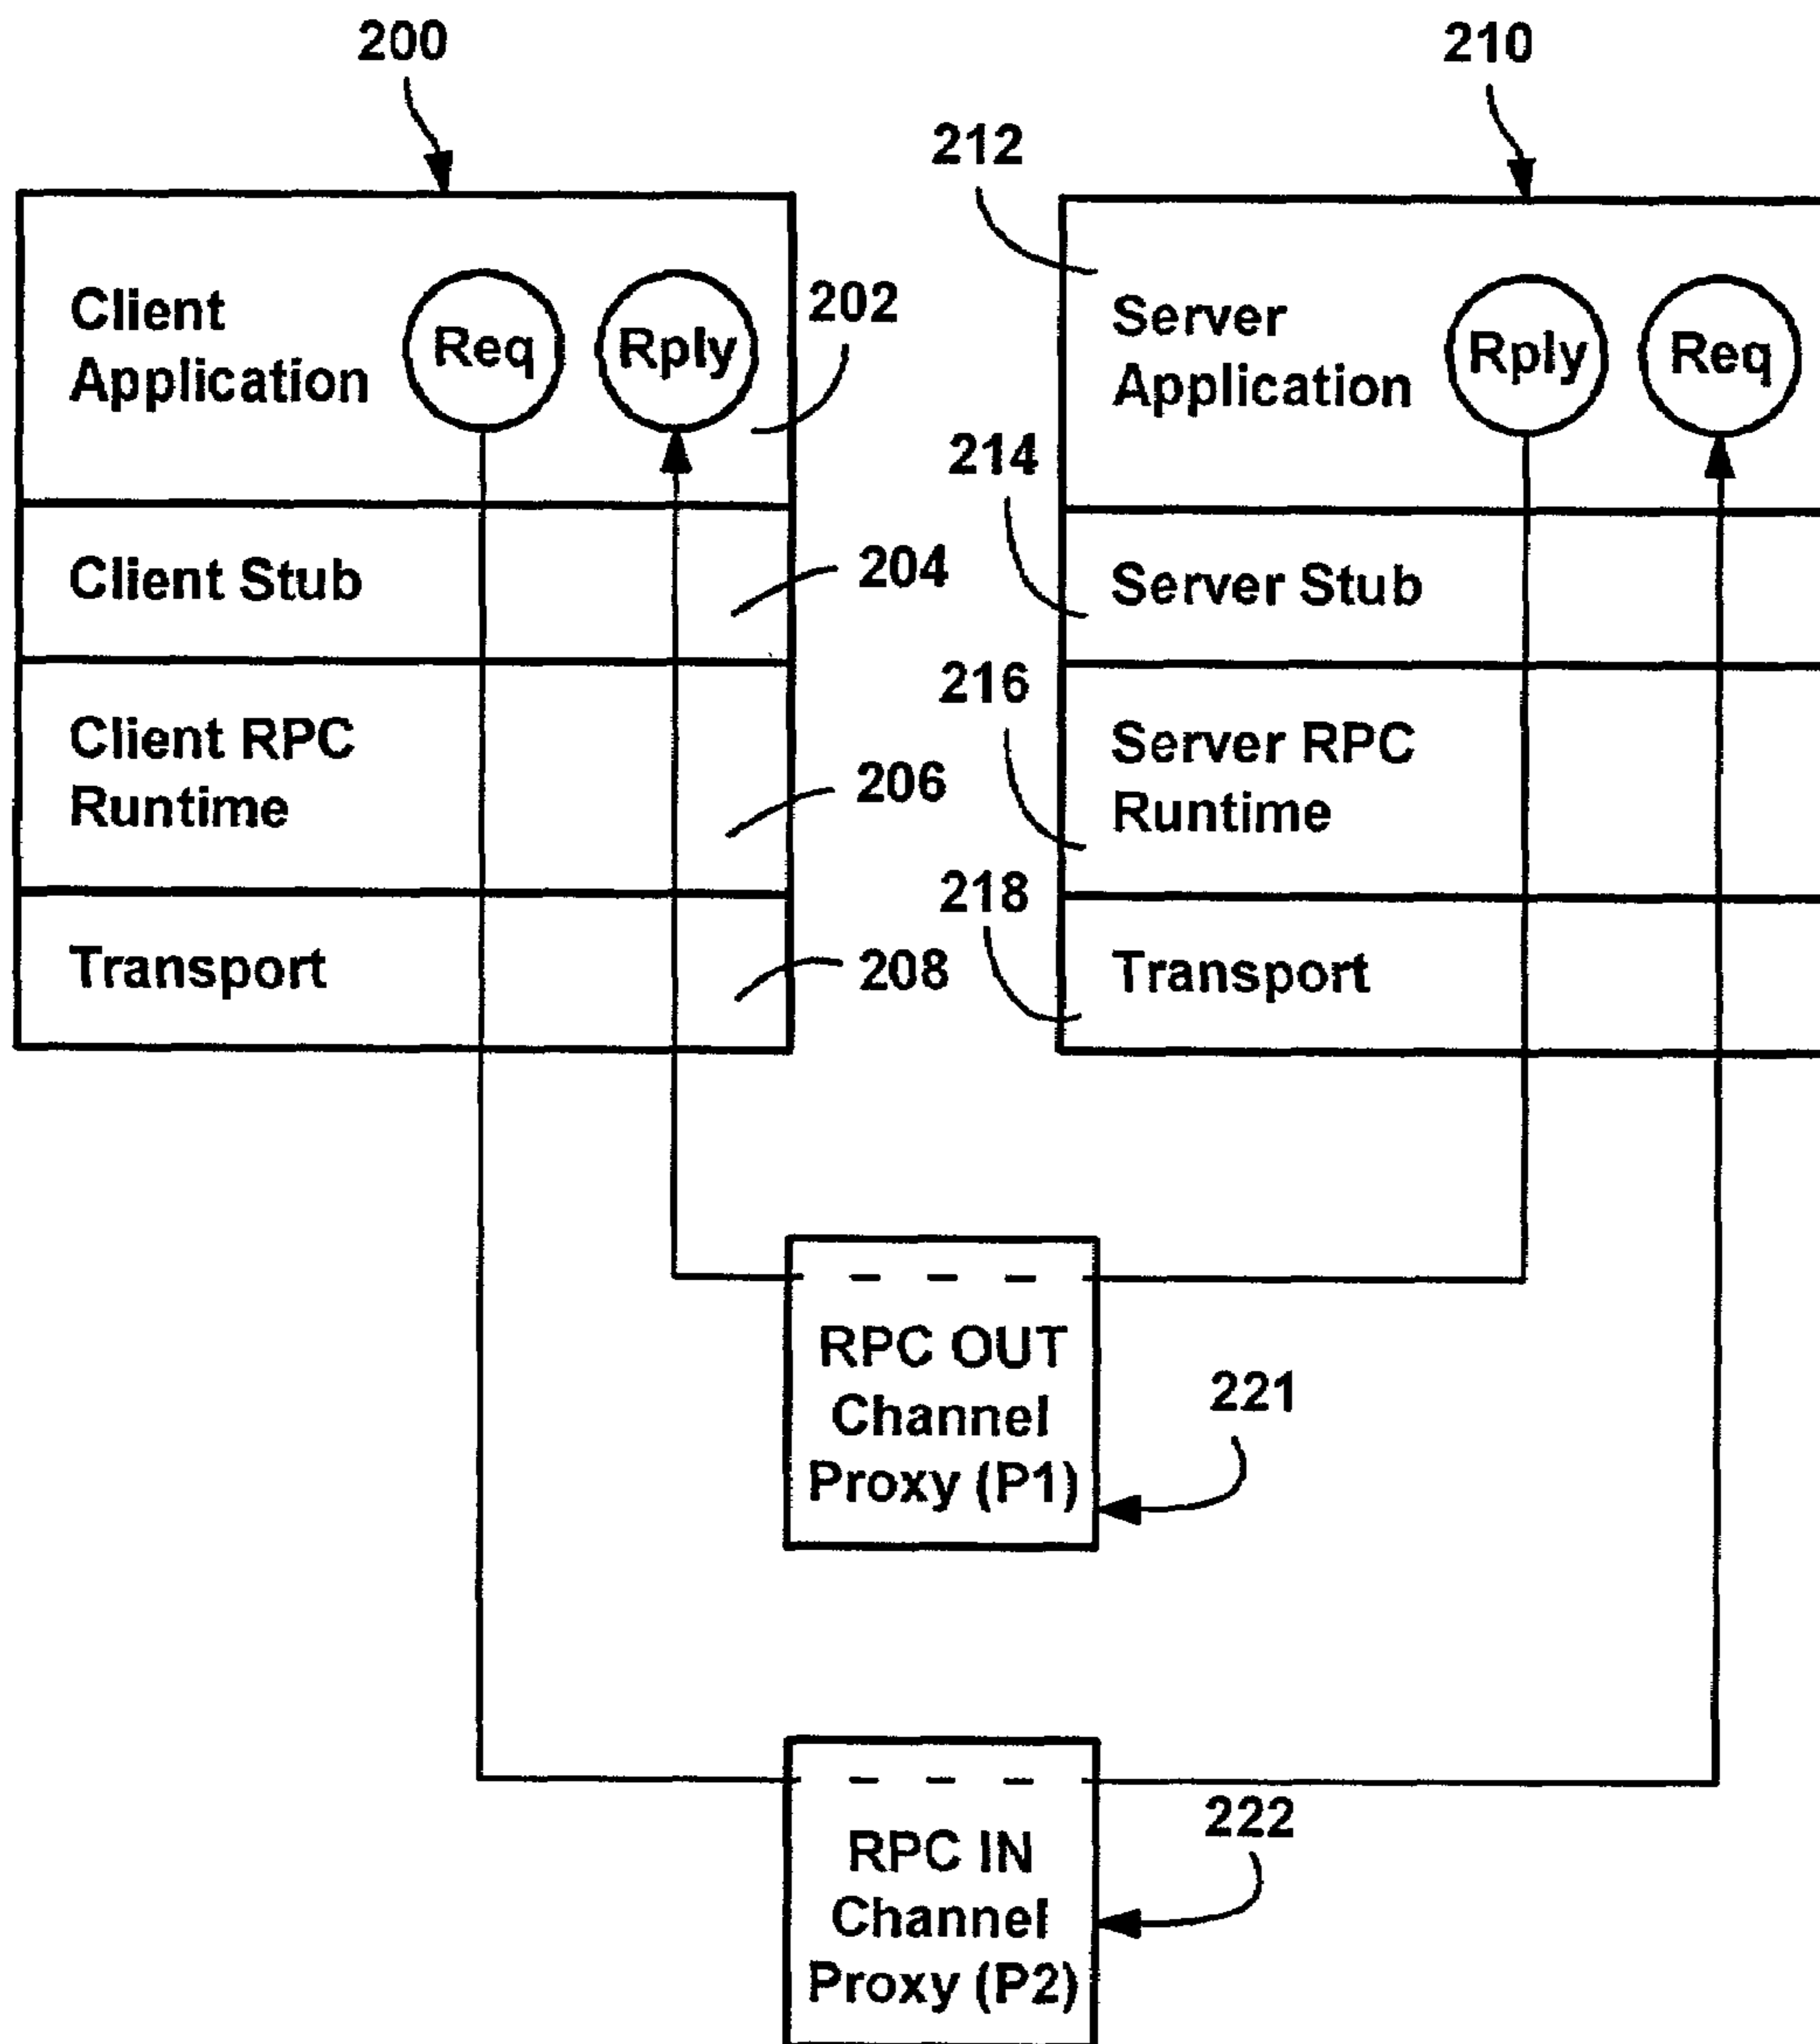 200
210
212
Client
Application
Req
Rply
202
Server
Application
Rply
Req
214
Client Stub
204
Server Stub
216
Client RPC
Runtime
206
Server RPC
Runtime
218
Transport
208
Transport
RPC OUT
Channel
Proxy (P1)
221
RPC IN
Channel
Proxy (P2)
222